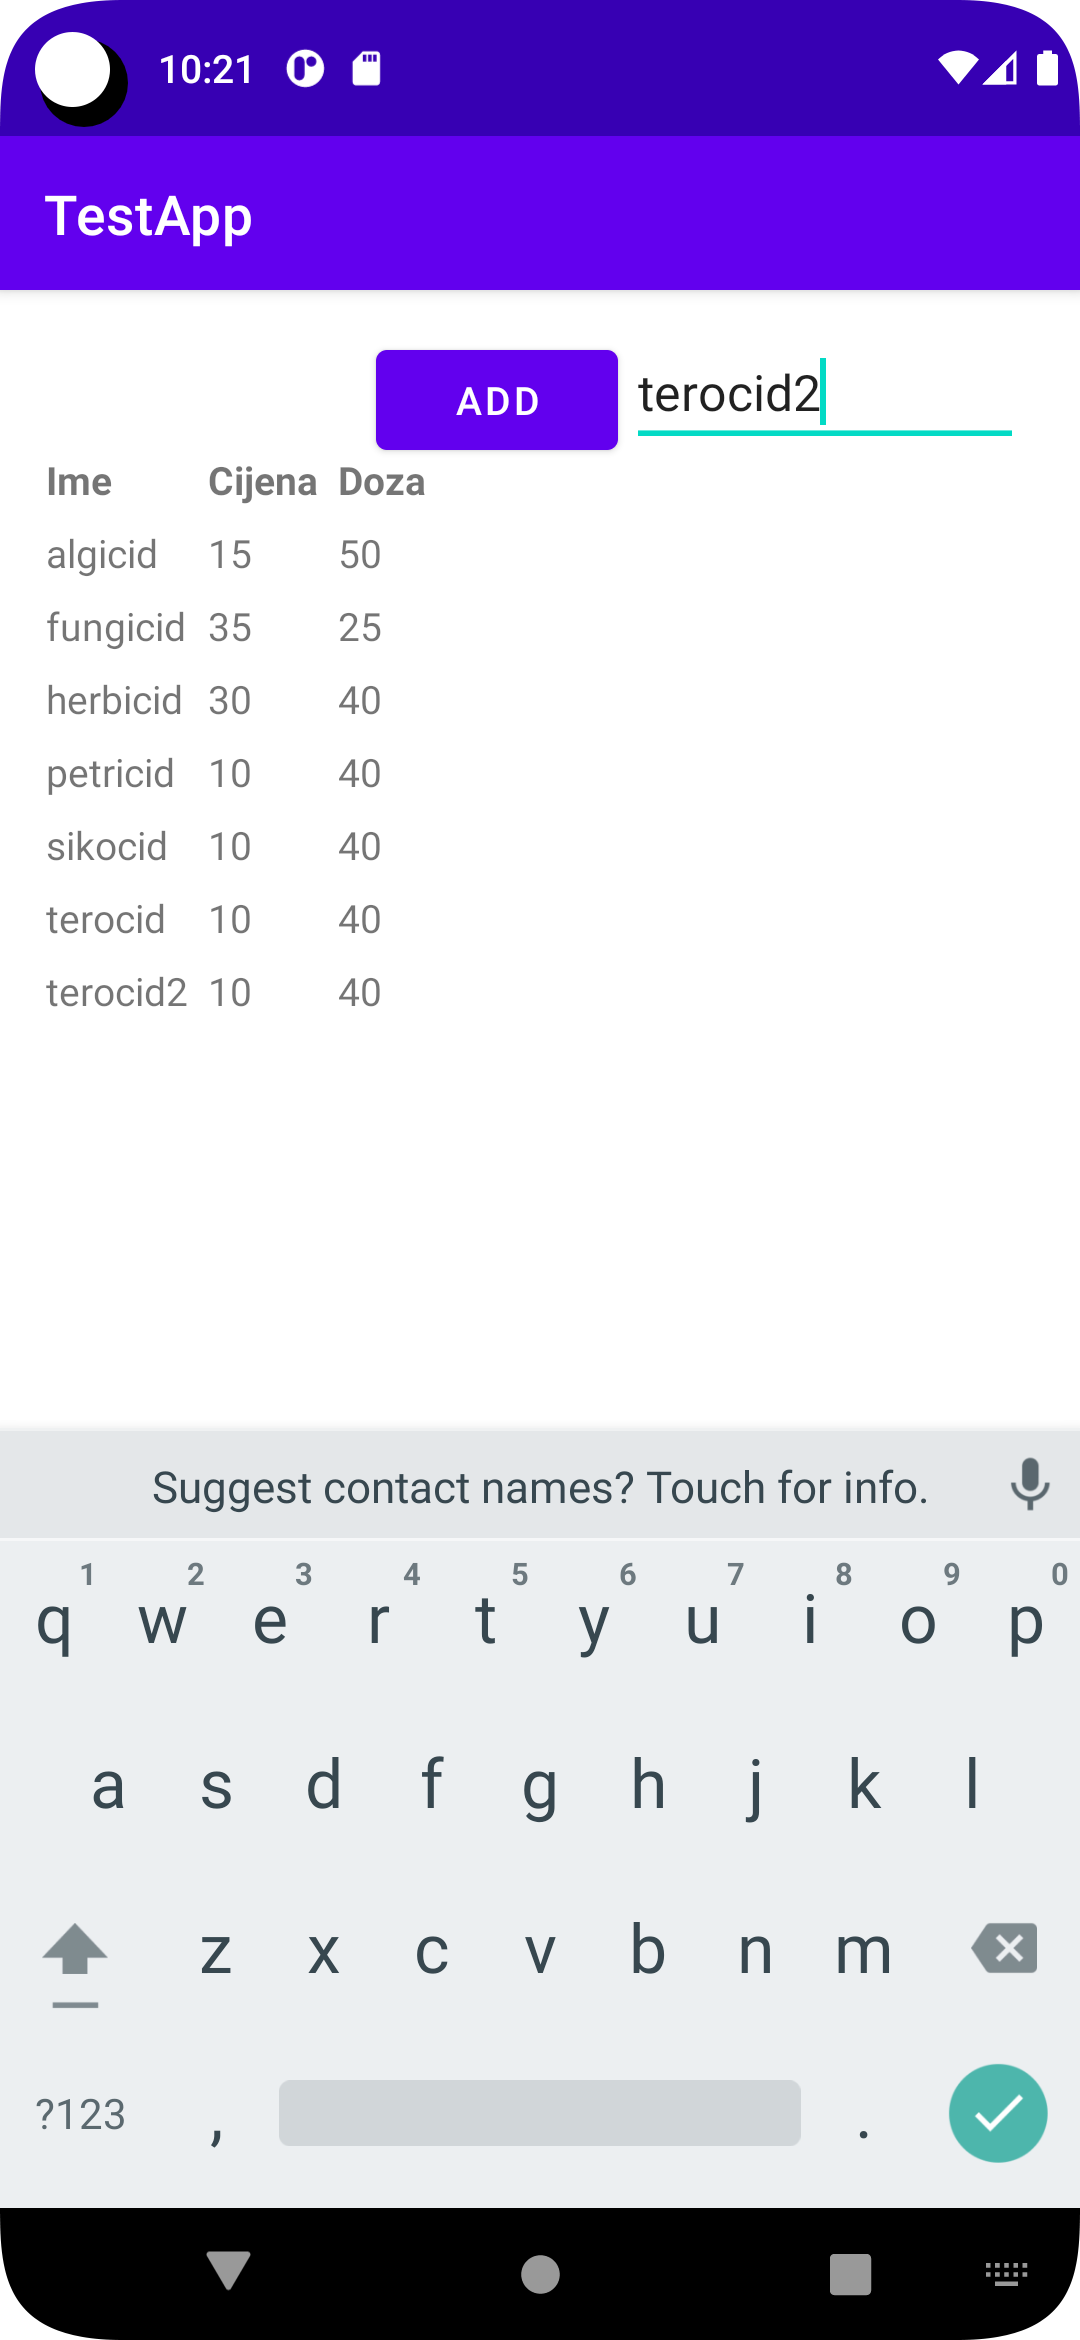 10:21
TestApp
ADD terocid2
Ime Cijena Doza
algicid 15 50
fungicid 35 25
herbicid 30 40
petricid 10 40
sikocid 10 40
terocid 10 40
terocid2 10 40
Suggest contact names? Touch for info.
1 2 3 4 5 6 7 8 9 0
q w e r t y u i o p
a s d f g h j k l
z x c v b n m
?123 , .